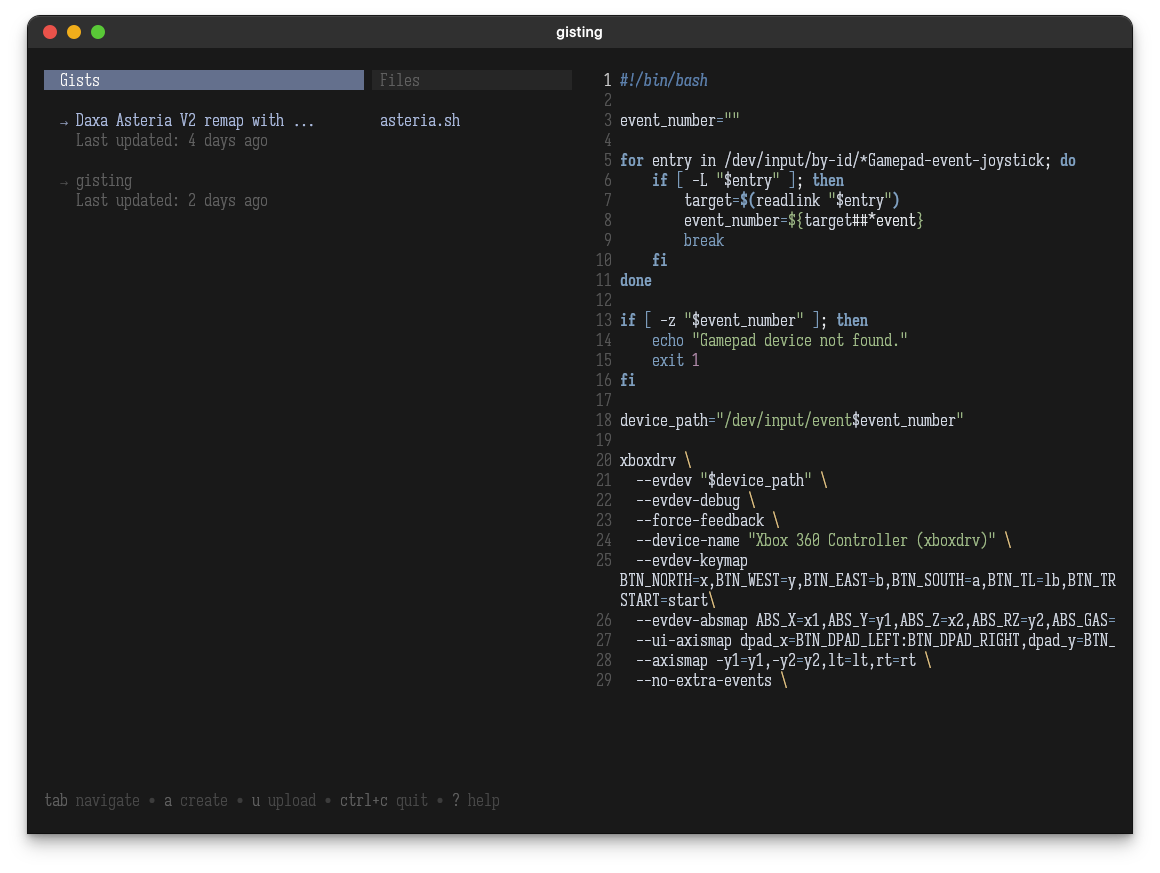 gisting
Gists
→ Daxa Asteria V2 remap with ...
Last updated: 4 days ago
→ gisting
Last updated: 2 days ago
Files
asteria.sh
1 #!/bin/bash
2
3 event_number=""
4
5 for entry in /dev/input/by-id/*Gamepad-event-joystick; do
6     if [ -L "$entry" ]; then
7         target=$(readlink "$entry")
8         event_number=${target##*event}
9         break
10     fi
11 done
12
13 if [ -z "$event_number" ]; then
14     echo "Gamepad device not found."
15     exit 1
16 fi
17
18 device_path="/dev/input/event$event_number"
19
20 xboxdrv \
21   --evdev "$device_path" \
22   --evdev-debug \
23   --force-feedback \
24   --device-name "Xbox 360 Controller (xboxdrv)" \
25   --evdev-keymap
BTN_NORTH=x,BTN_WEST=y,BTN_EAST=b,BTN_SOUTH=a,BTN_TL=lb,BTN_TR
START=start\
26   --evdev-absmap ABS_X=x1,ABS_Y=y1,ABS_Z=x2,ABS_RZ=y2,ABS_GAS=
27   --ui-axismap dpad_x=BTN_DPAD_LEFT:BTN_DPAD_RIGHT,dpad_y=BTN_
28   --axismap -y1=y1,-y2=y2,lt=lt,rt=rt \
29   --no-extra-events \
tab navigate • a create • u upload • ctrl+c quit • ? help